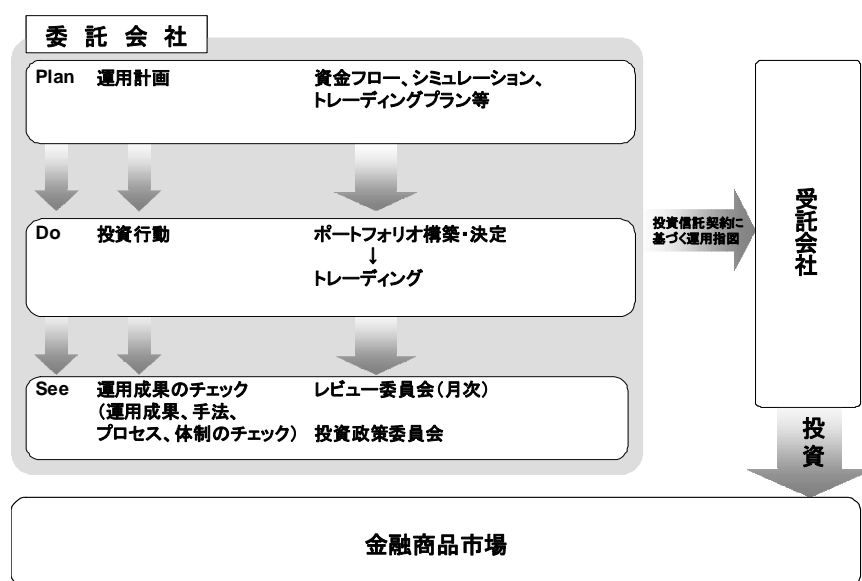 委託会社
Plan 運用計画 資金フロー、シミュレーション、
トレーディングプラン等
Do 投資行動 ポートフォリオ構築・決定
↓
トレーディング
See 運用成果のチェック レビュー委員会(月次)
(運用成果、手法、
プロセス、体制のチェック) 投資政策委員会
投資信託契約に
基づく運用指図
受託会社
投資
金融商品市場